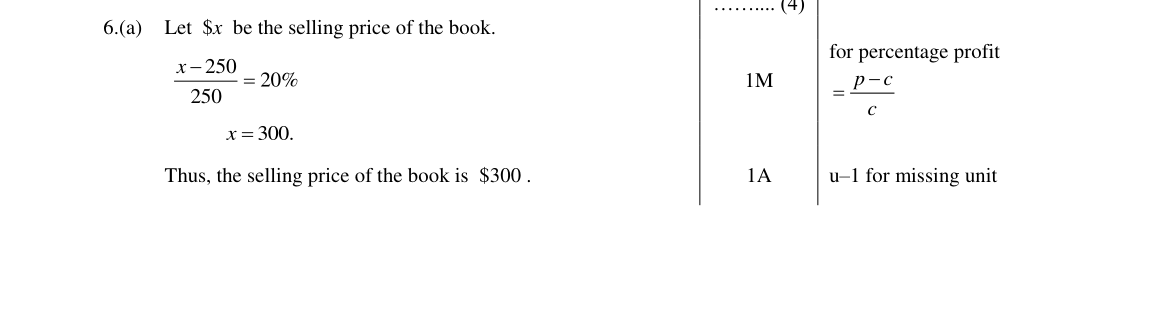 .......... (4)
6.(a) Let $x be the selling price of the book.
for percentage profit
x − 250
250
= 20%
1M
= p − c
c
x = 300.
Thus, the selling price of the book is $300 .
1A
u–1 for missing unit